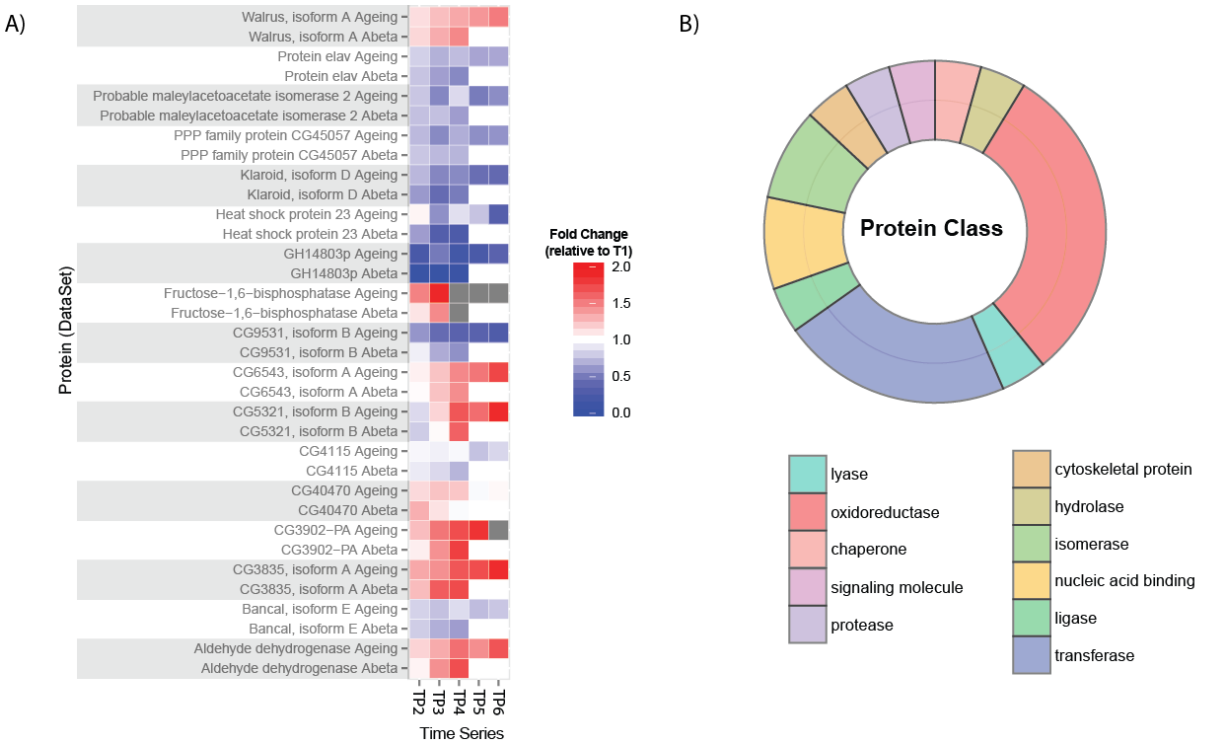 A)
Walrus, isoform A Ageing
Walrus, isoform A Abeta
Protein elav Ageing
Protein elav Abeta
Probable maleylacetoacetate isomerase 2 Ageing
Probable maleylacetoacetate isomerase 2 Abeta
PPP family protein CG45057 Ageing
PPP family protein CG45057 Abeta
Klaroid, isoform D Ageing
Klaroid, isoform D Abeta
Heat shock protein 23 Ageing
Heat shock protein 23 Abeta
GH14803p Ageing
GH14803p Abeta
Fructose−1,6−bisphosphatase Ageing
Fructose−1,6−bisphosphatase Abeta
CG9531, isoform B Ageing
CG9531, isoform B Abeta
CG6543, isoform A Ageing
CG6543, isoform A Abeta
CG5321, isoform B Ageing
CG5321, isoform B Abeta
CG4115 Ageing
CG4115 Abeta
CG40470 Ageing
CG40470 Abeta
CG3902−PA Ageing
CG3902−PA Abeta
CG3835, isoform A Ageing
CG3835, isoform A Abeta
Bancal, isoform E Ageing
Bancal, isoform E Abeta
Aldehyde dehydrogenase Ageing
Aldehyde dehydrogenase Abeta
Protein (DataSet)
TP2 TP3 TP4 TP5 TP6
Time Series
Fold Change
(relative to T1)
2.0
1.5
1.0
0.5
0.0
B)
Protein Class
lyase
oxidoreductase
chaperone
signaling molecule
protease
cytoskeletal protein
hydrolase
isomerase
nucleic acid binding
ligase
transferase